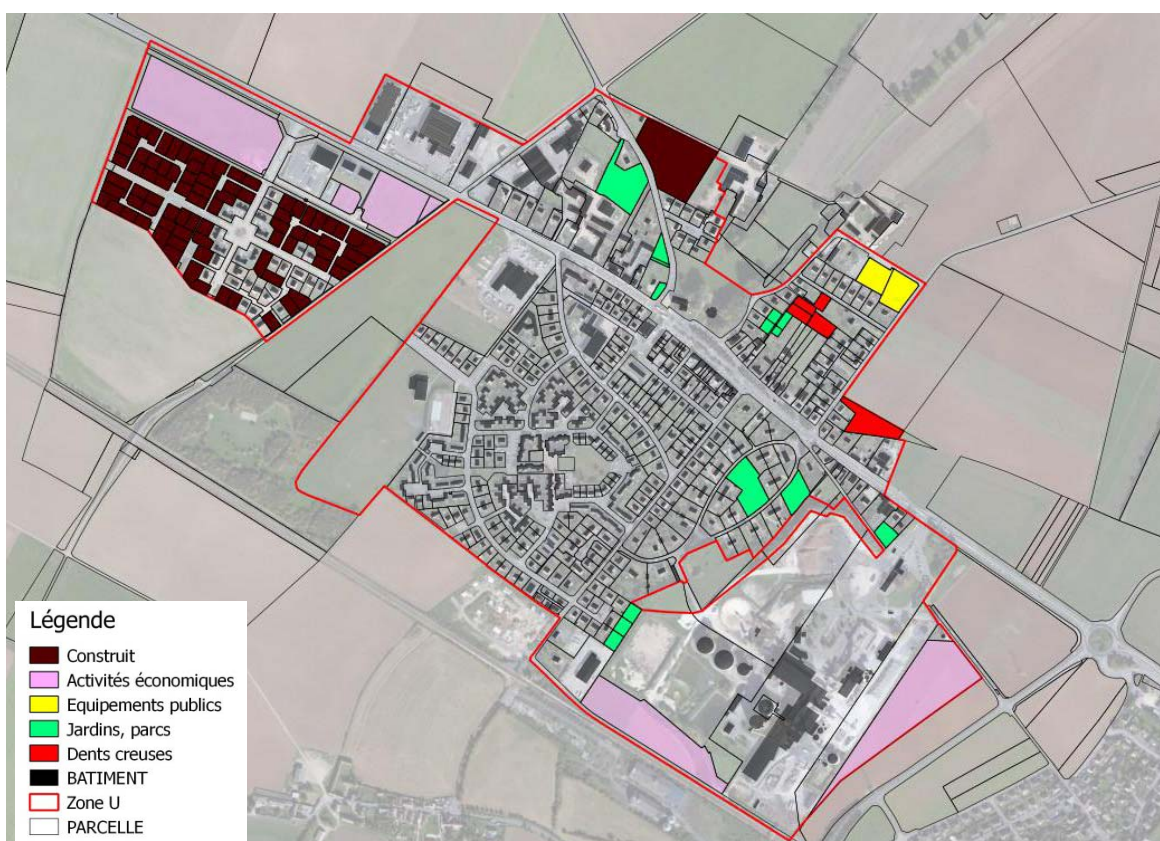 Légende
Construit
Activités économiques
Equipements publics
Jardins, parcs
Dents creuses
BATIMENT
Zone U
PARCELLE